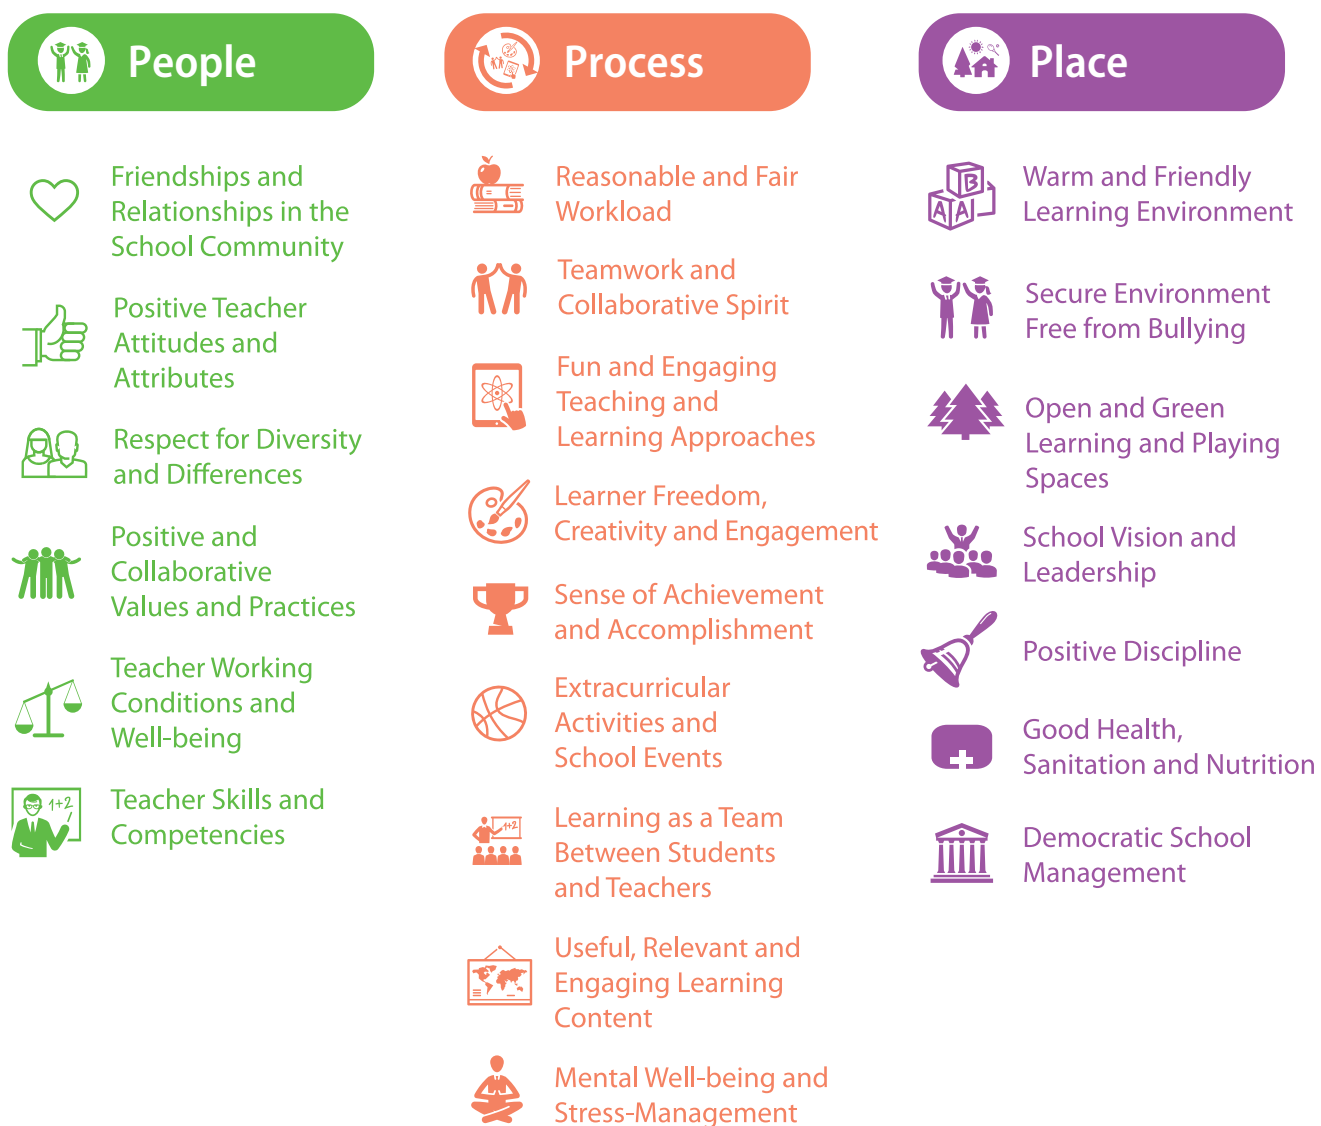 People
Friendships and
Relationships in the
School Community
Positive Teacher
Attitudes and
Attributes
Respect for Diversity
and Differences
Positive and
Collaborative
Values and Practices
Teacher Working
Conditions and
Well-being
1+2
Teacher Skills and
Competencies
Process
Reasonable and Fair
Workload
Teamwork and
Collaborative Spirit
Fun and Engaging
Teaching and
Learning Approaches
Learner Freedom,
Creativity and Engagement
Sense of Achievement
and Accomplishment
Extracurricular
Activities and
School Events
1+2
Learning as a Team
Between Students
and Teachers
Useful, Relevant and
Engaging Learning
Content
Mental Well-being and
Stress-Management
Place
B
A A
Warm and Friendly
Learning Environment
Secure Environment
Free from Bullying
Open and Green
Learning and Playing
Spaces
School Vision and
Leadership
Positive Discipline
Good Health,
Sanitation and Nutrition
Democratic School
Management